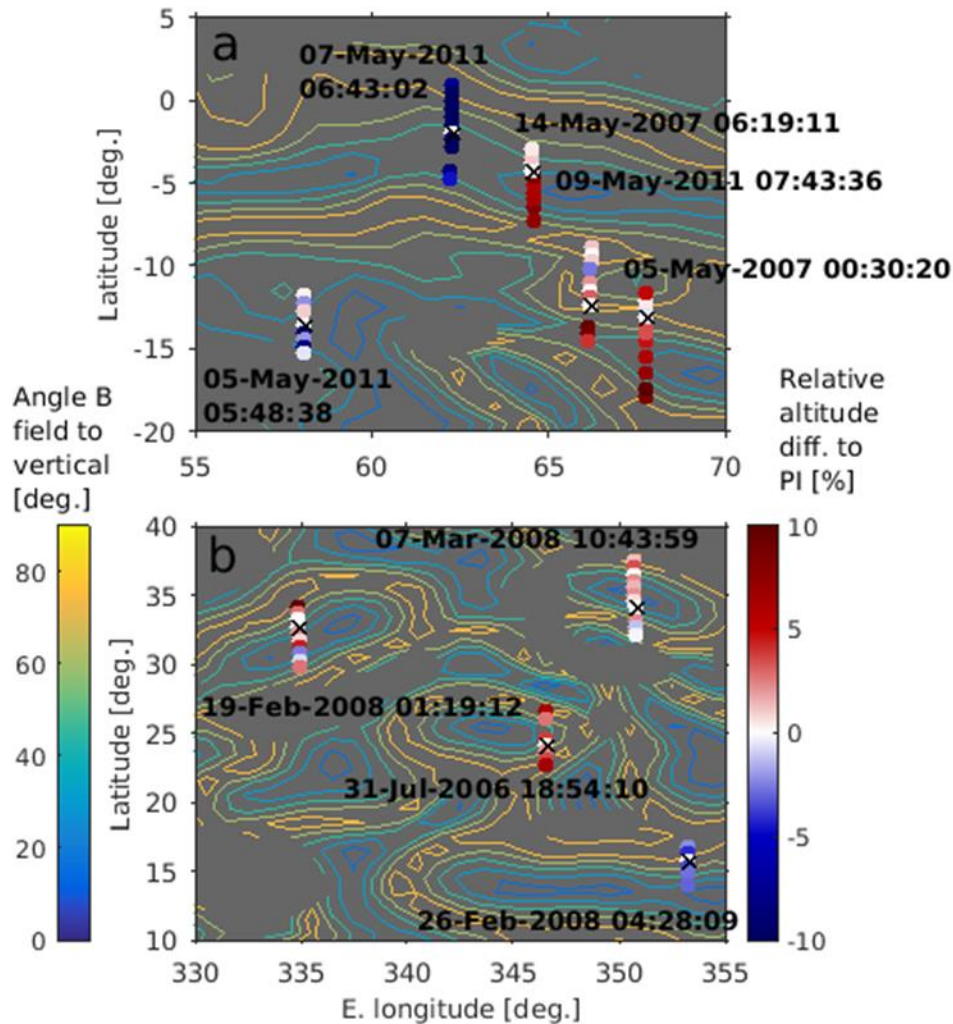 a
07-May-2011
06:43:02
14-May-2007 06:19:11
09-May-2011 07:43:36
05-May-2007 00:30:20
05-May-2011
05:48:38
5
0
-5
-10
-15
-20
Latitude [deg.]
55 60 65 70
Angle B
field to
vertical
[deg.]
80
60
40
20
0
Relative
altitude
diff. to
PI [%]
10
5
0
-5
-10
b
07-Mar-2008 10:43:59
19-Feb-2008 01:19:12
31-Jul-2006 18:54:10
26-Feb-2008 04:28:09
40
35
30
25
20
15
10
Latitude [deg.]
330 335 340 345 350 355
E. longitude [deg.]